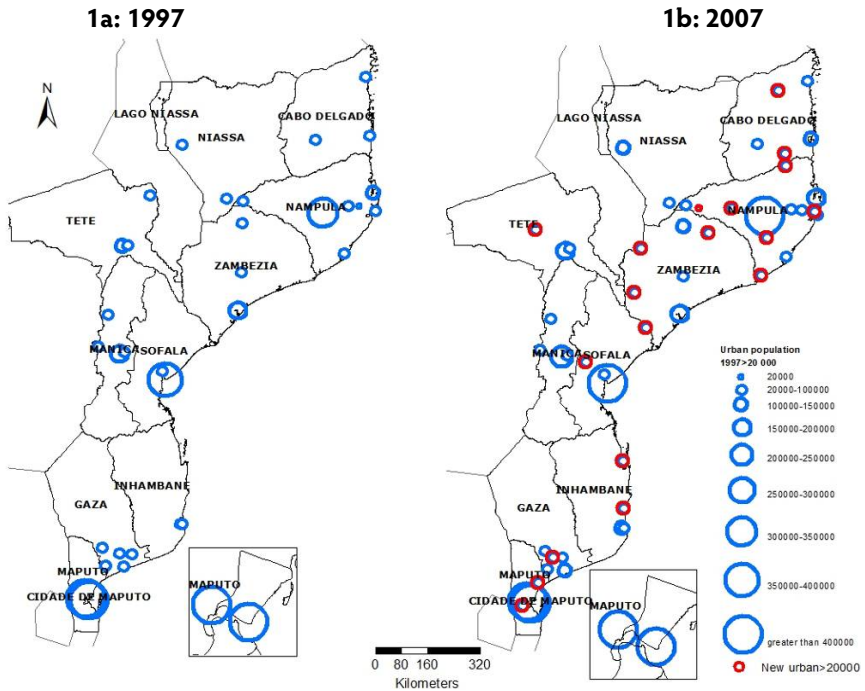 1a: 1997
1b: 2007
N
LAGO NIASSA
NIASSA
CABO DELGADO
TETE
NAMPULA
ZAMBEZIA
MANICA
SOFALA
GAZA
INHAMBANE
MAPUTO
CIDADE DE MAPUTO
MAPUTO
LAGO NIASSA
NIASSA
CABO DELGADO
TETE
NAMPULA
ZAMBEZIA
MANICA
SOFALA
GAZA
INHAMBANE
MAPUTO
CIDADE DE MAPUTO
MAPUTO
0 80 160 320
Kilometers
Urban population
1997>20 000
20000
20000-100000
100000-150000
150000-200000
200000-250000
250000-300000
300000-350000
350000-400000
greater than 400000
New urban>20000